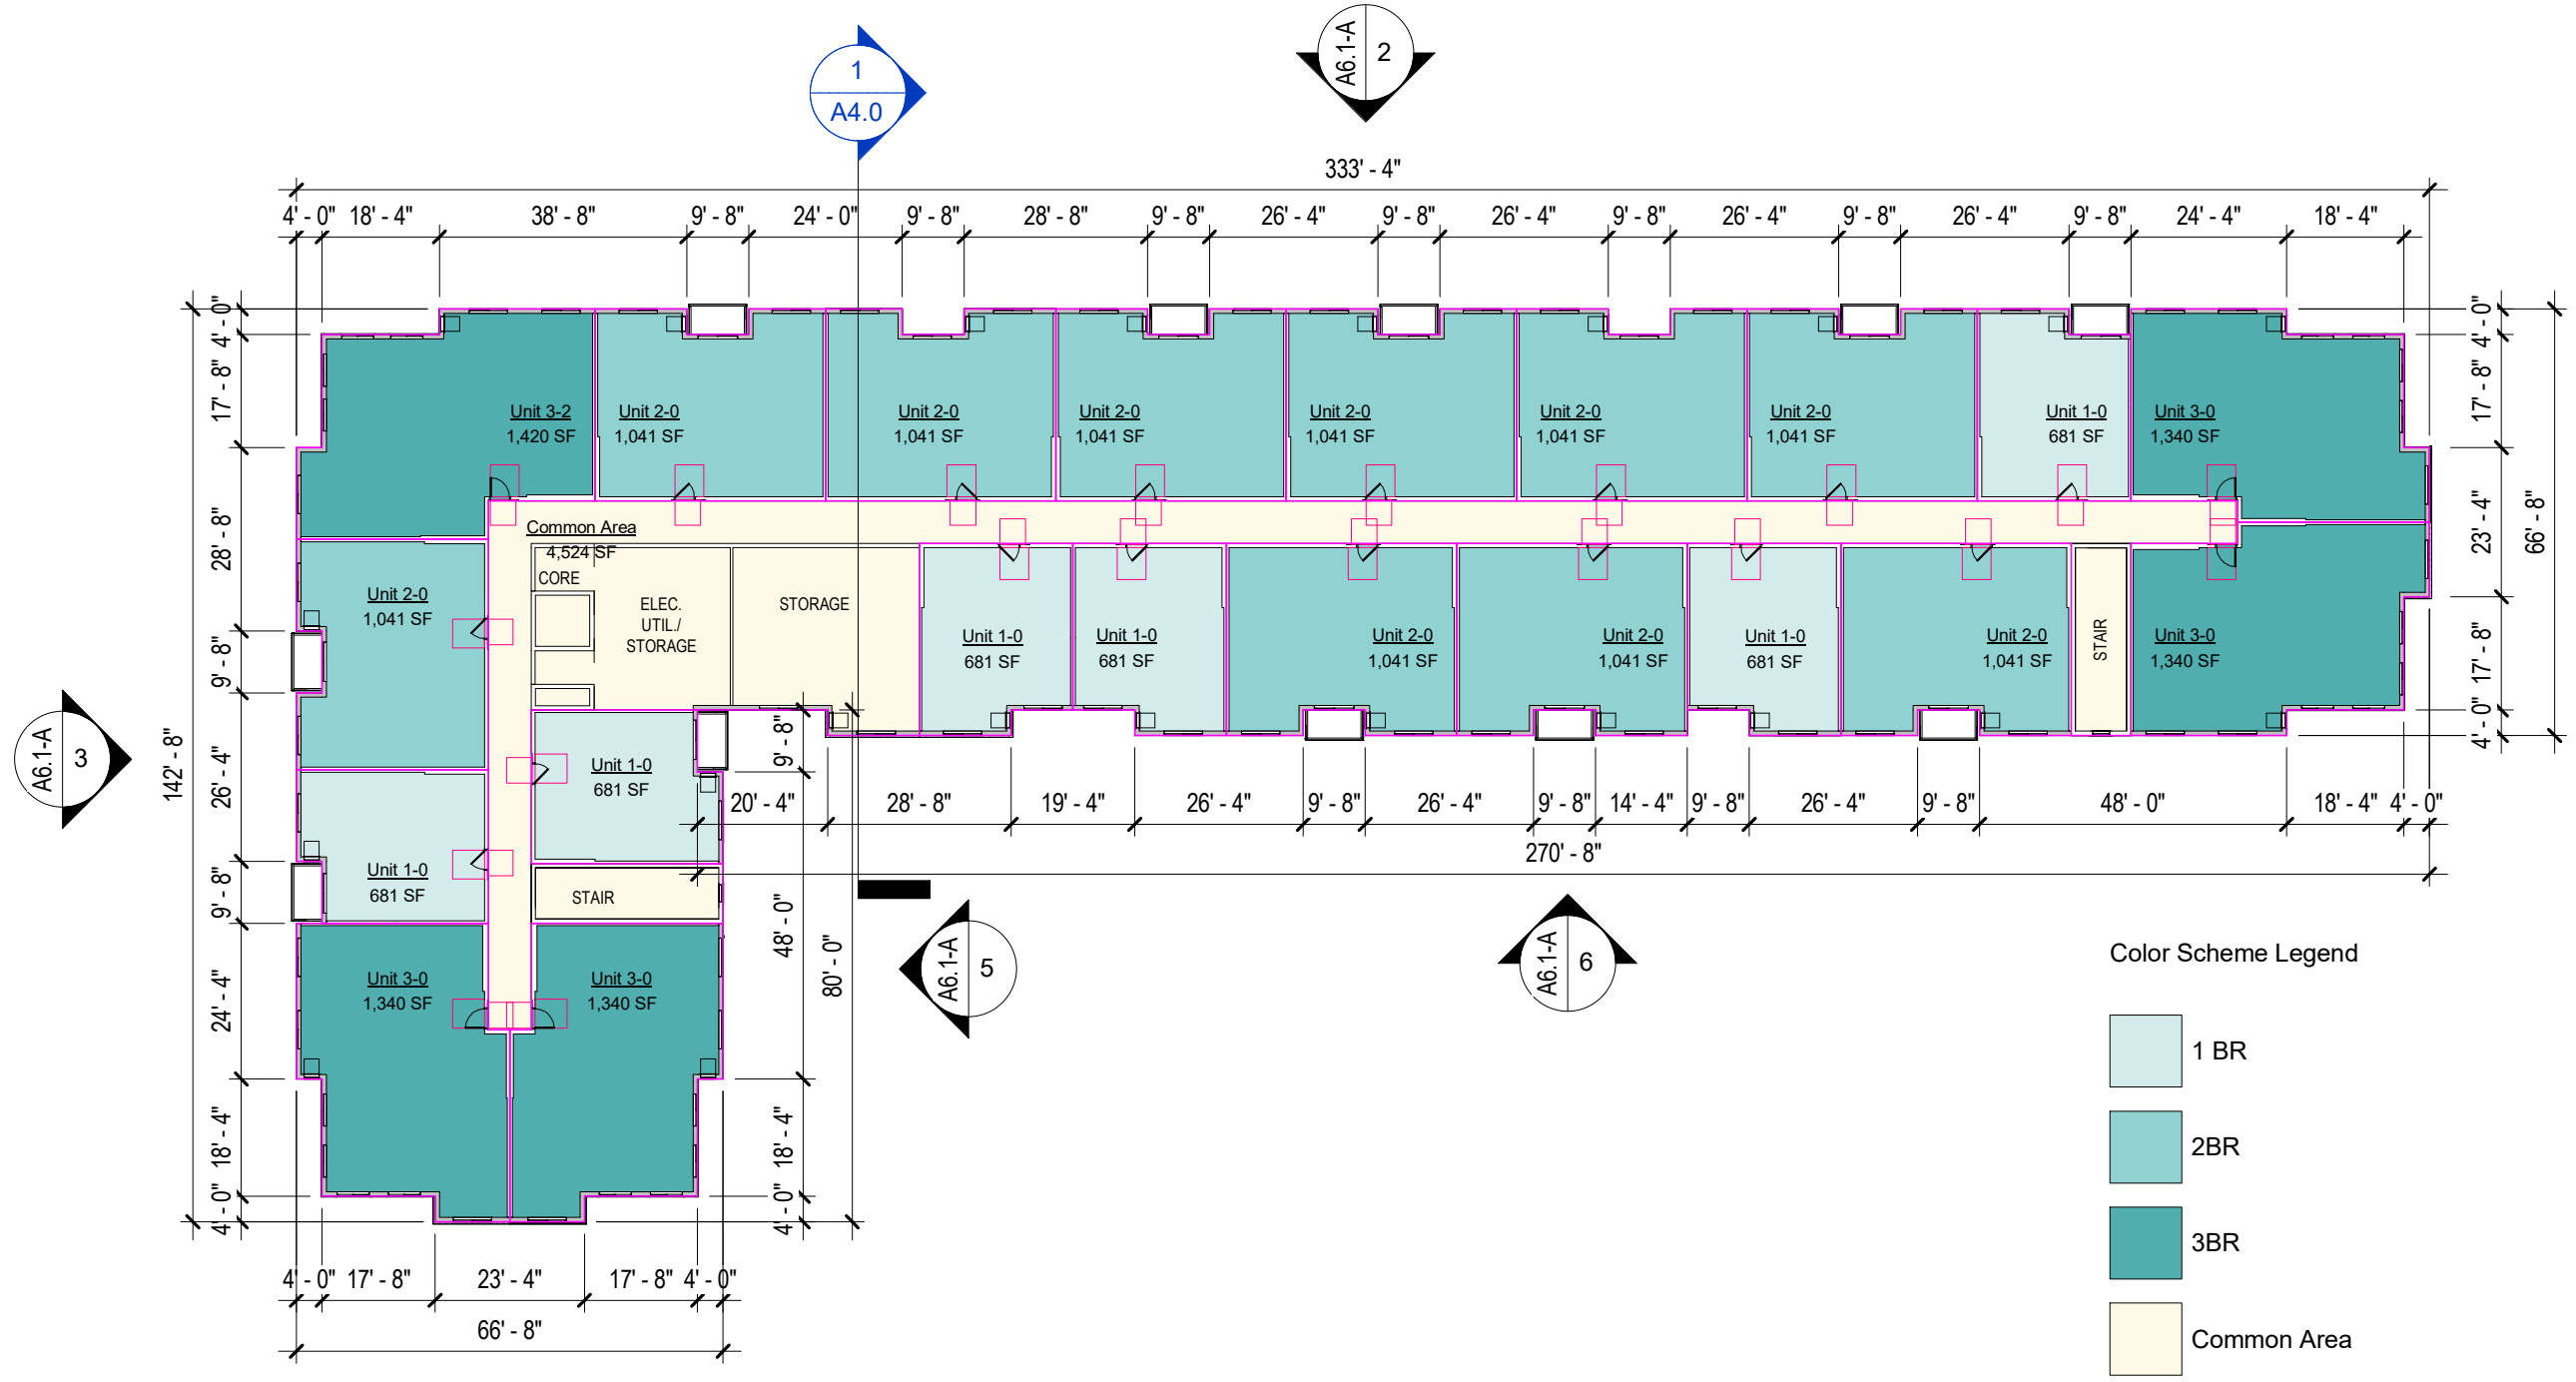 1
A4.0
A6.1-A
2
333' - 4"
4' - 0" 18' - 4" 38' - 8" 9' - 8" 24' - 0" 9' - 8" 28' - 8" 9' - 8" 26' - 4" 9' - 8" 26' - 4" 9' - 8" 26' - 4" 9' - 8" 26' - 4" 9' - 8" 24' - 4" 18' - 4"
142' - 8"
4' - 0"
17' - 8"
28' - 8"
9' - 8"
26' - 4"
9' - 8"
24' - 4"
18' - 4"
4' - 0"
A6.1-A
3
Unit 3-2
1,420 SF
Unit 2-0
1,041 SF
Unit 2-0
1,041 SF
Unit 2-0
1,041 SF
Unit 2-0
1,041 SF
Unit 2-0
1,041 SF
Unit 2-0
1,041 SF
Unit 1-0
681 SF
Unit 3-0
1,340 SF
4' - 0"
17' - 8"
23' - 4"
17' - 8"
4' - 0"
66' - 8"
Common Area
4,524 SF
CORE
ELEC.
UTIL./
STORAGE
STORAGE
Unit 2-0
1,041 SF
Unit 1-0
681 SF
Unit 1-0
681 SF
Unit 2-0
1,041 SF
Unit 2-0
1,041 SF
Unit 1-0
681 SF
Unit 2-0
1,041 SF
STAIR
Unit 3-0
1,340 SF
Unit 1-0
681 SF
Unit 1-0
681 SF
STAIR
Unit 3-0
1,340 SF
Unit 3-0
1,340 SF
9' - 8"
48' - 0"
18' - 4"
4' - 0"
80' - 0"
20' - 4" 28' - 8" 19' - 4" 26' - 4" 9' - 8" 26' - 4" 9' - 8" 14' - 4" 9' - 8" 26' - 4" 9' - 8" 48' - 0" 18' - 4" 4' - 0"
270' - 8"
A6.1-A
5
A6.1-A
6
4' - 0" 17' - 8" 23' - 4" 17' - 8" 4' - 0"
66' - 8"
Color Scheme Legend
1 BR
2BR
3BR
Common Area